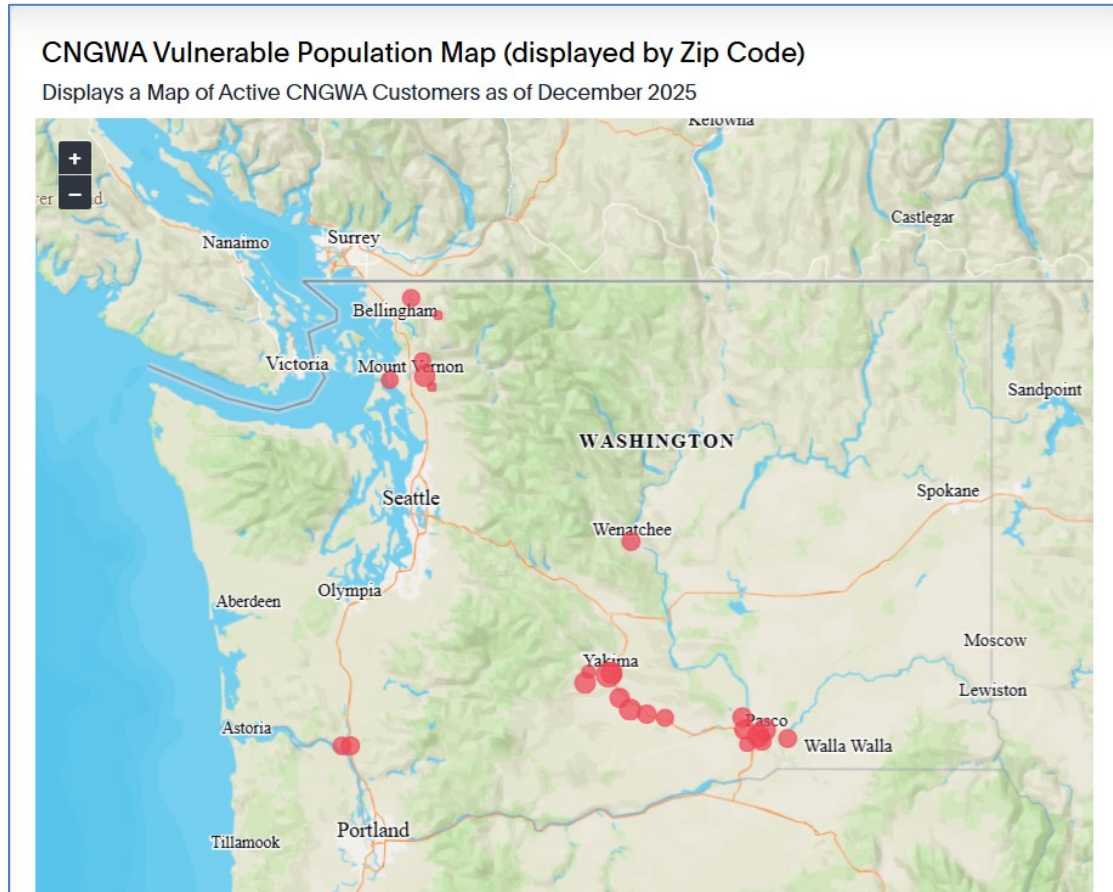 CNGWA Vulnerable Population Map (displayed by Zip Code)
Displays a Map of Active CNGWA Customers as of December 2025
Kelowna
+
−
Castlegar
Nanaimo
Surrey
Bellingham
Victoria
Mount Vernon
Sandpoint
WASHINGTON
Seattle
Spokane
Wenatchee
Olympia
Aberdeen
Moscow
Yakima
Lewiston
Pasco
Astoria
Walla Walla
Portland
Tillamook